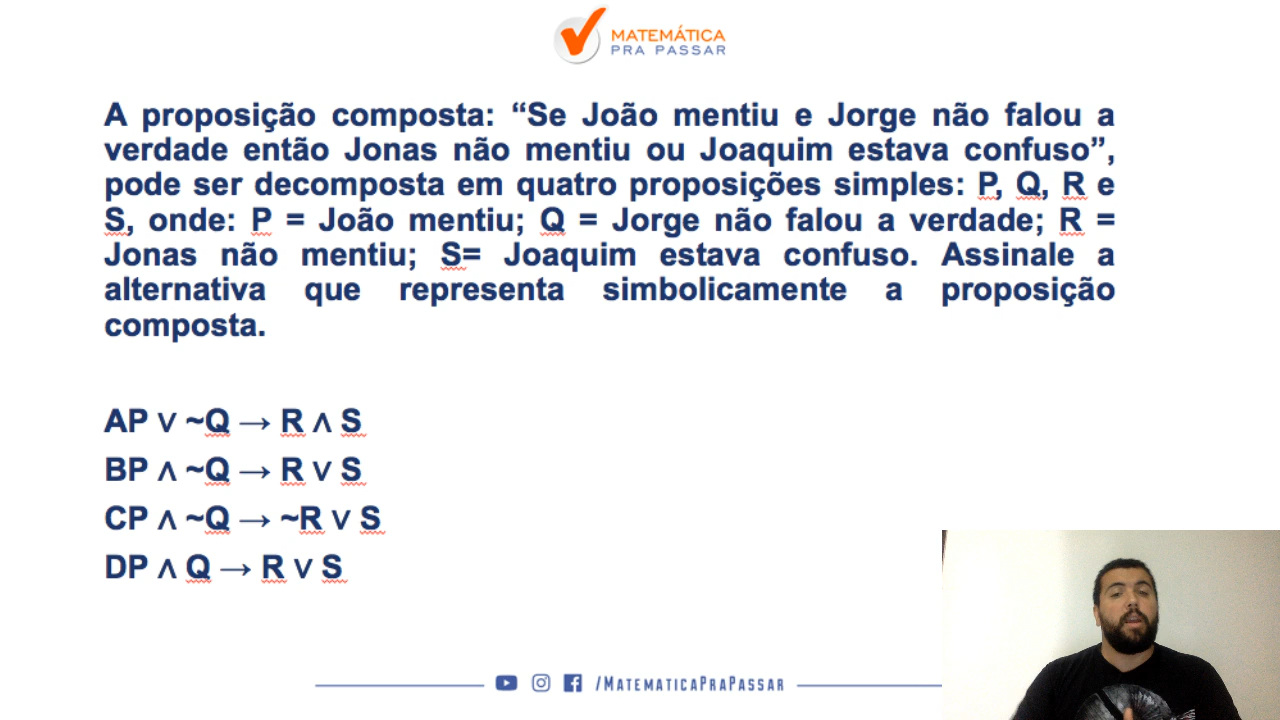 MATEMÁTICA
PRA PASSAR
A proposição composta: “Se João mentiu e Jorge não falou a
verdade então Jonas não mentiu ou Joaquim estava confuso”,
pode ser decomposta em quatro proposições simples: P, Q, R e
S, onde: P = João mentiu; Q = Jorge não falou a verdade; R =
Jonas não mentiu; S= Joaquim estava confuso. Assinale a
alternativa que representa simbolicamente a proposição
composta.
AP ∨ ~Q → R ∧ S
BP ∧ ~Q → R ∨ S
CP ∧ ~Q → ~R ∨ S
DP ∧ Q → R ∨ S
/MATEMATICAPRAPASSAR